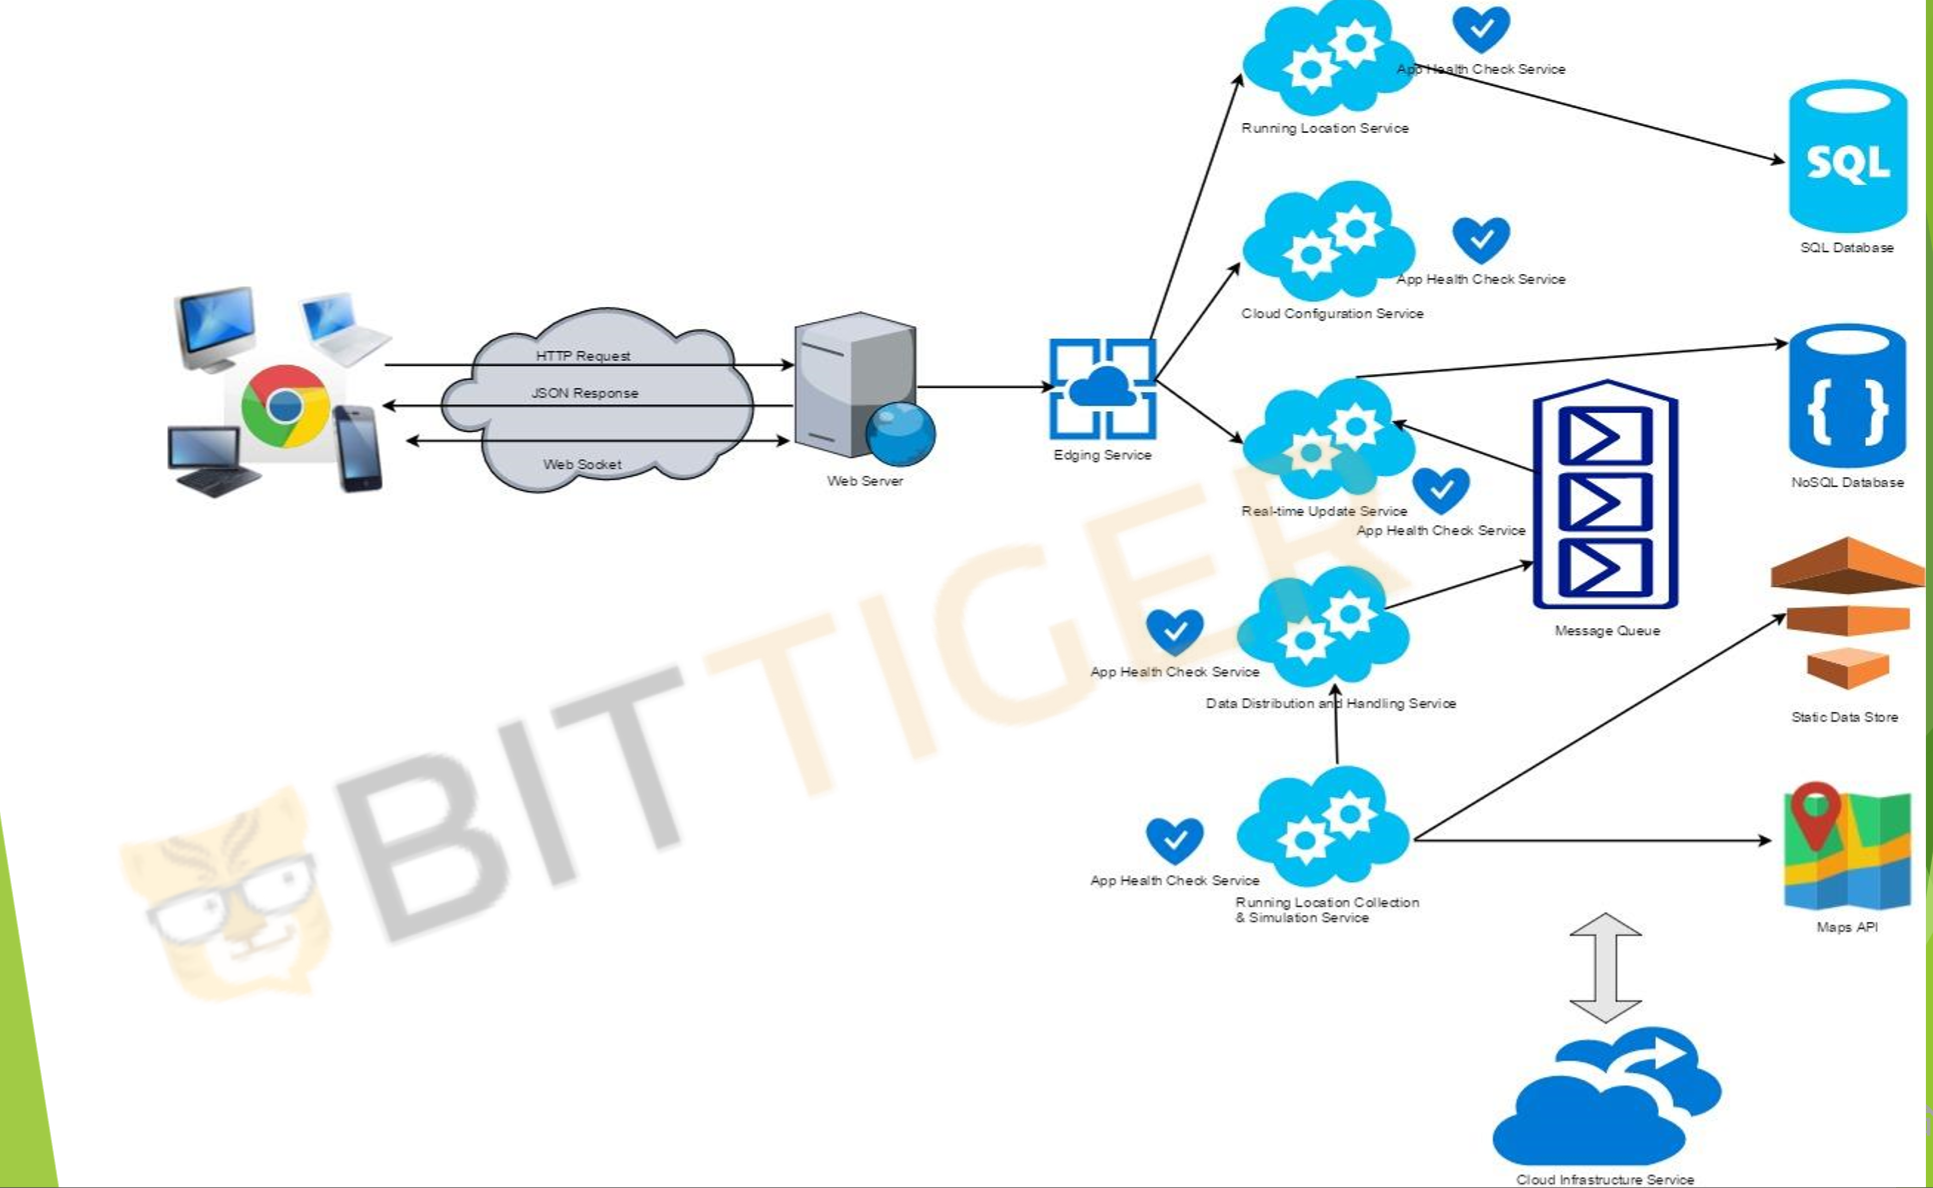 App Health Check Service
Running Location Service
SQL
SQL Database
App Health Check Service
Cloud Configuration Service
HTTP Request
JSON Response
Web Socket
Web Server
Edging Service
{ }
NoSQL Database
Real-time Update Service
App Health Check Service
Message Queue
App Health Check Service
Data Distribution and Handling Service
Static Data Store
App Health Check Service
Running Location Collection
& Simulation Service
Maps API
Cloud Infrastructure Service
BITTIGER